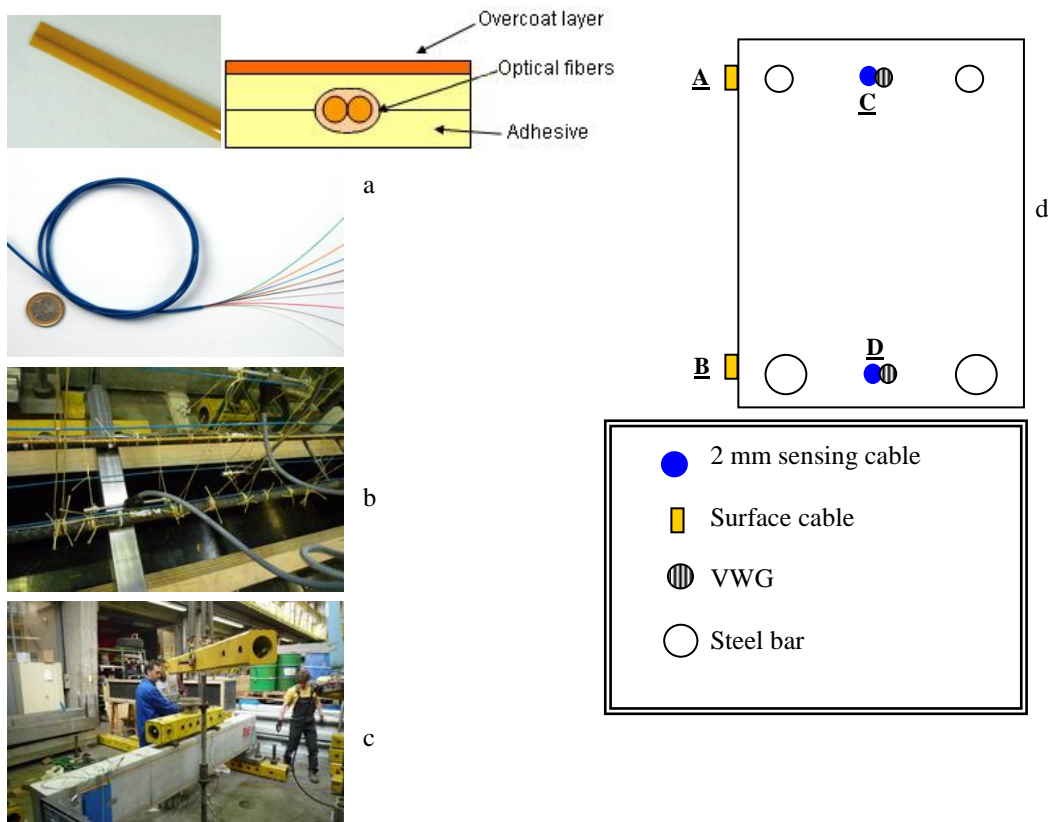 Overcoat layer
Optical fibers
Adhesive
a
b
c
A
C
B
D
d
2 mm sensing cable
Surface cable
VWG
Steel bar